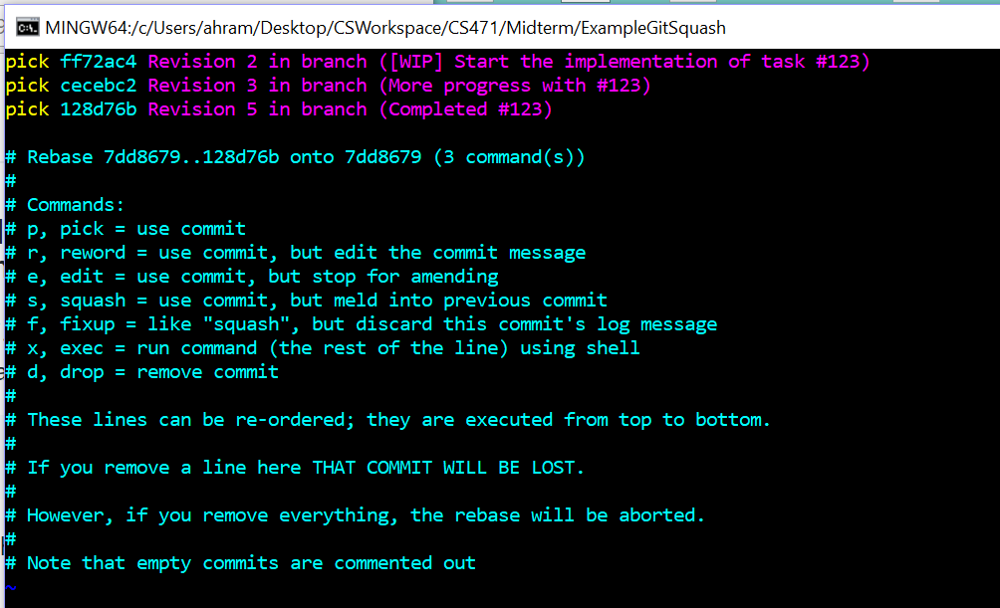 MINGW64:/c/Users/ahram/Desktop/CSWorkspace/CS471/Midterm/ExampleGitSquash
pick ff72ac4 Revision 2 in branch ([WIP] Start the implementation of task #123)
pick cecebc2 Revision 3 in branch (More progress with #123)
pick 128d76b Revision 5 in branch (Completed #123)
# Rebase 7dd8679..128d76b onto 7dd8679 (3 command(s))
#
# Commands:
# p, pick = use commit
# r, reword = use commit, but edit the commit message
# e, edit = use commit, but stop for amending
# s, squash = use commit, but meld into previous commit
# f, fixup = like "squash", but discard this commit's log message
# x, exec = run command (the rest of the line) using shell
# d, drop = remove commit
#
# These lines can be re-ordered; they are executed from top to bottom.
#
# If you remove a line here THAT COMMIT WILL BE LOST.
#
# However, if you remove everything, the rebase will be aborted.
#
# Note that empty commits are commented out
~